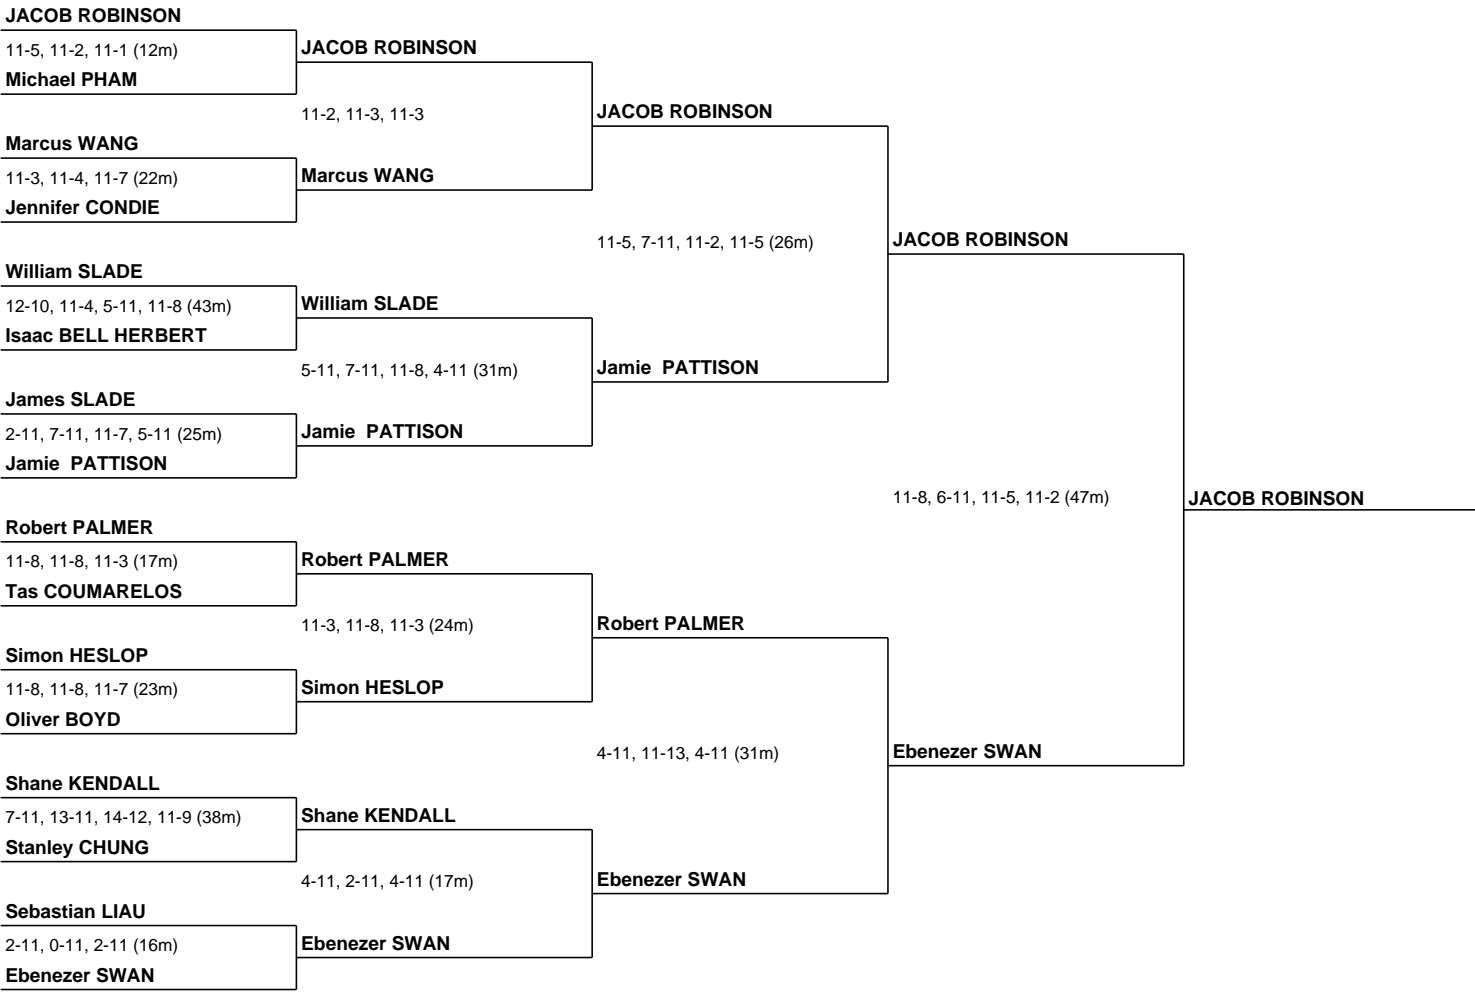 JACOB ROBINSON
11-5, 11-2, 11-1 (12m)
Michael PHAM
Marcus WANG
11-3, 11-4, 11-7 (22m)
Jennifer CONDIE
William SLADE
12-10, 11-4, 5-11, 11-8 (43m)
Isaac BELL HERBERT
James SLADE
2-11, 7-11, 11-7, 5-11 (25m)
Jamie  PATTISON
Robert PALMER
11-8, 11-8, 11-3 (17m)
Tas COUMARELOS
Simon HESLOP
11-8, 11-8, 11-7 (23m)
Oliver BOYD
Shane KENDALL
7-11, 13-11, 14-12, 11-9 (38m)
Stanley CHUNG
Sebastian LIAU
2-11, 0-11, 2-11 (16m)
Ebenezer SWAN
JACOB ROBINSON
11-2, 11-3, 11-3
Marcus WANG
William SLADE
5-11, 7-11, 11-8, 4-11 (31m)
Jamie  PATTISON
Robert PALMER
11-3, 11-8, 11-3 (24m)
Simon HESLOP
Shane KENDALL
4-11, 2-11, 4-11 (17m)
Ebenezer SWAN
JACOB ROBINSON
11-5, 7-11, 11-2, 11-5 (26m)
Jamie  PATTISON
Robert PALMER
4-11, 11-13, 4-11 (31m)
Ebenezer SWAN
JACOB ROBINSON
11-8, 6-11, 11-5, 11-2 (47m)
Ebenezer SWAN
JACOB ROBINSON